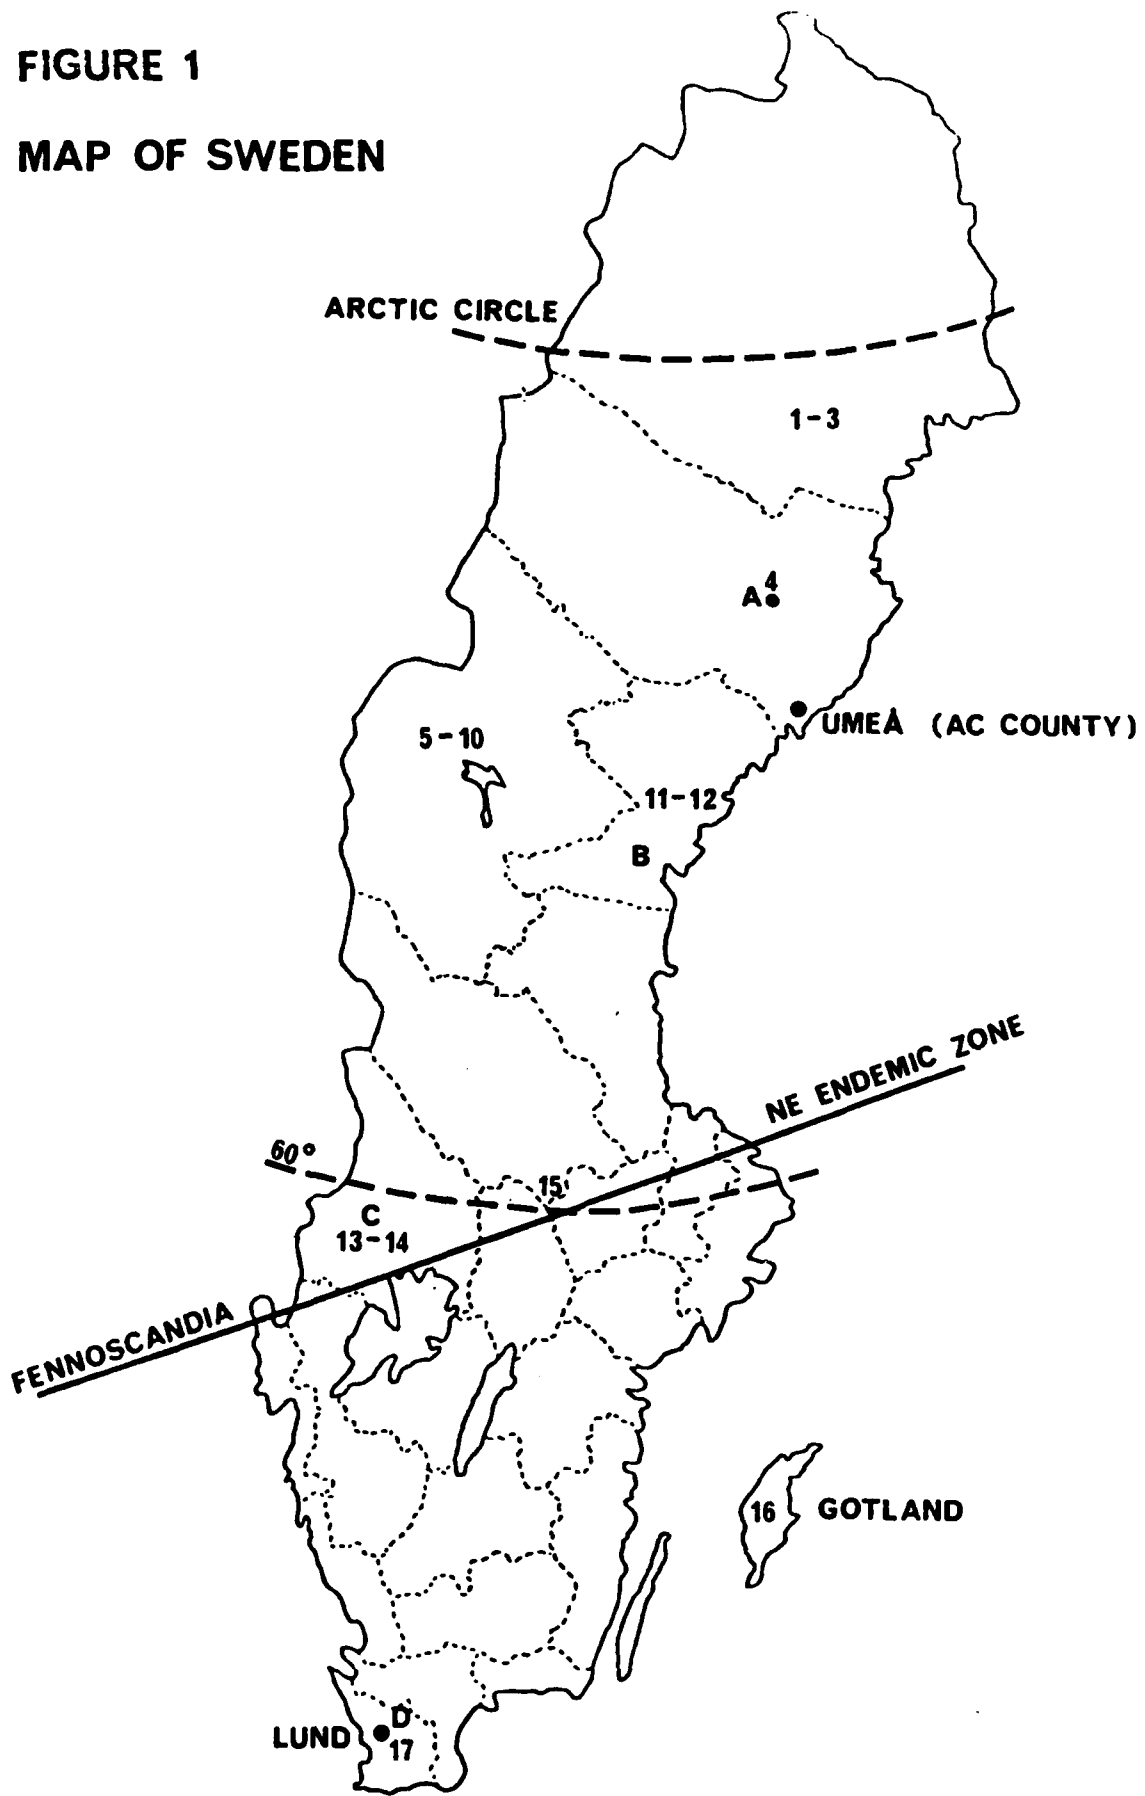 FIGURE 1
MAP OF SWEDEN
ARCTIC CIRCLE
1-3
4
A
UMEÅ (AC COUNTY)
5-10
11-12
B
NE ENDEMIC ZONE
60°
15
C
13-14
FENNOSCANDIA
16 GOTLAND
D
LUND
17